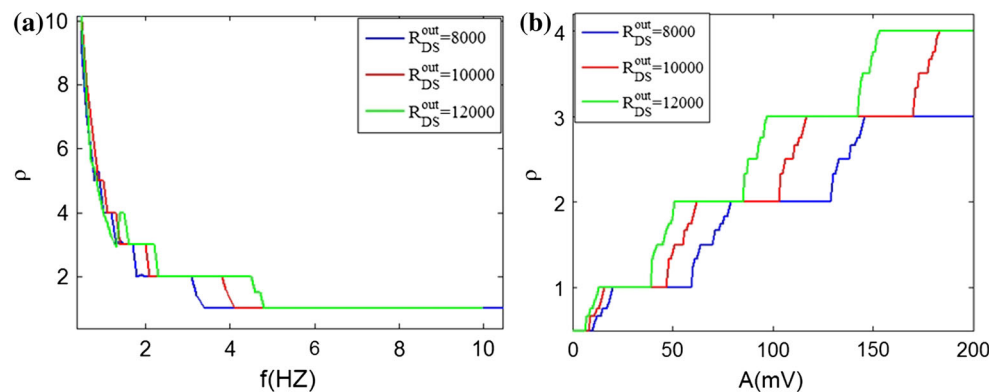 (a)
10
8
6
4
2
ρ
2
4
6
8
10
f(HZ)
R_DS^out=8000
R_DS^out=10000
R_DS^out=12000
(b)
4
3
2
1
ρ
0
50
100
150
200
A(mV)
R_DS^out=8000
R_DS^out=10000
R_DS^out=12000